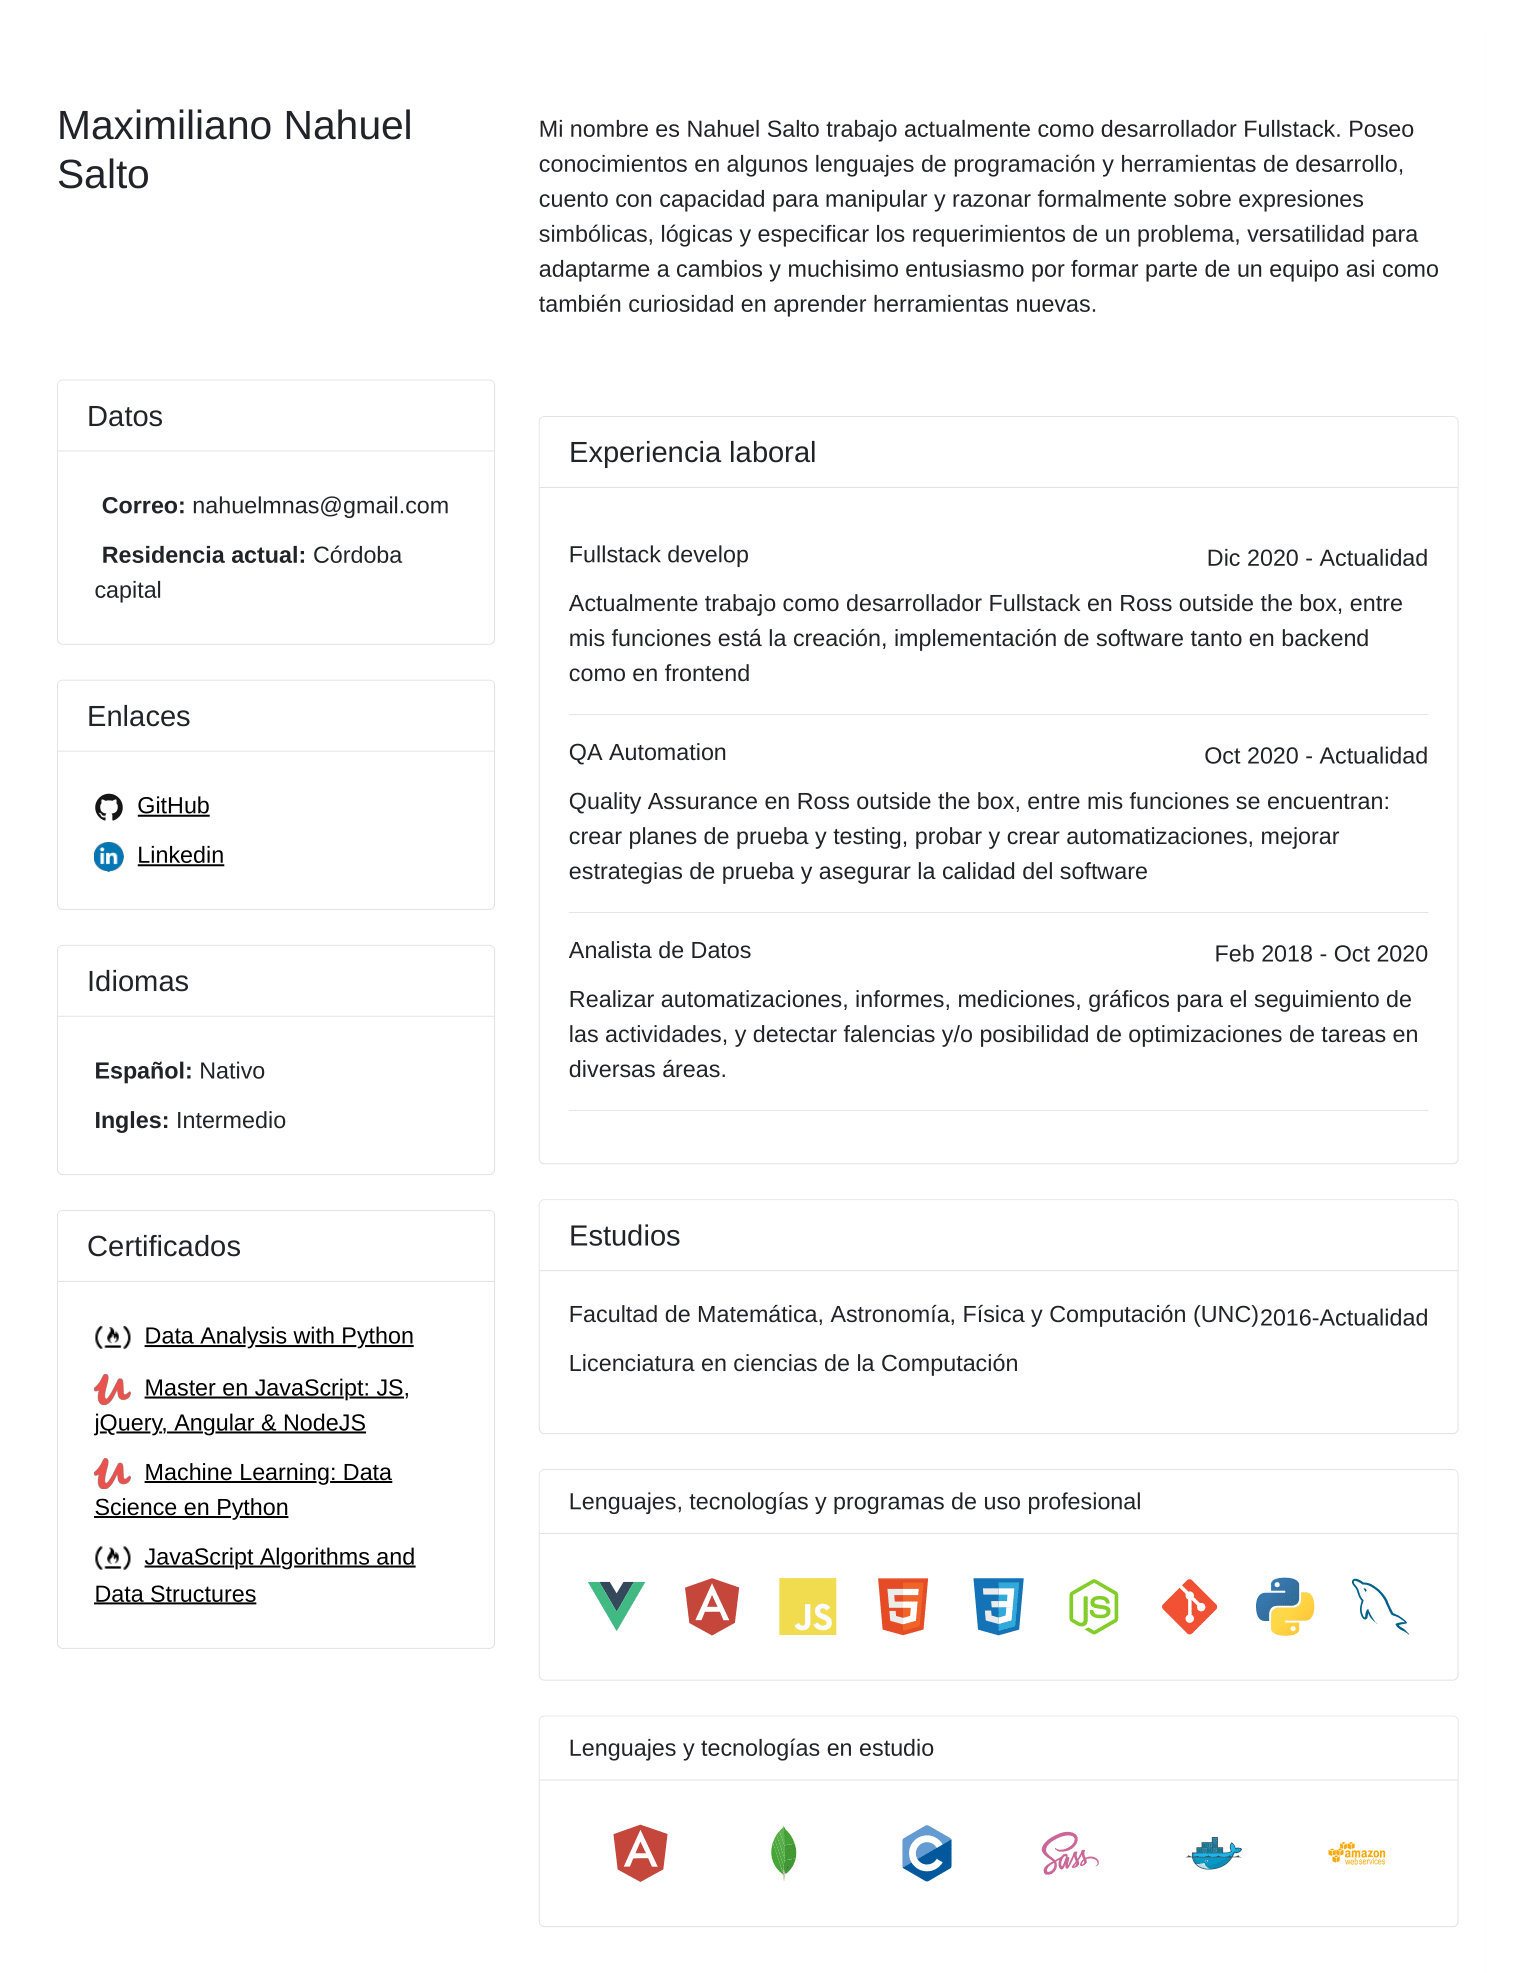 Maximiliano Nahuel
Salto
Mi nombre es Nahuel Salto trabajo actualmente como desarrollador Fullstack. Poseo
conocimientos en algunos lenguajes de programación y herramientas de desarrollo,
cuento con capacidad para manipular y razonar formalmente sobre expresiones
simbólicas, lógicas y especificar los requerimientos de un problema, versatilidad para
adaptarme a cambios y muchisimo entusiasmo por formar parte de un equipo asi como
también curiosidad en aprender herramientas nuevas.
Datos
Correo: nahuelmnas@gmail.com
Residencia actual: Córdoba
capital
Enlaces
GitHub
in Linkedin
Idiomas
Español: Nativo
Ingles: Intermedio
Certificados
Data Analysis with Python
Master en JavaScript: JS,
jQuery, Angular & NodeJS
Machine Learning: Data
Science en Python
JavaScript Algorithms and
Data Structures
Experiencia laboral
Fullstack develop Dic 2020 - Actualidad
Actualmente trabajo como desarrollador Fullstack en Ross outside the box, entre
mis funciones está la creación, implementación de software tanto en backend
como en frontend
QA Automation Oct 2020 - Actualidad
Quality Assurance en Ross outside the box, entre mis funciones se encuentran:
crear planes de prueba y testing, probar y crear automatizaciones, mejorar
estrategias de prueba y asegurar la calidad del software
Analista de Datos Feb 2018 - Oct 2020
Realizar automatizaciones, informes, mediciones, gráficos para el seguimiento de
las actividades, y detectar falencias y/o posibilidad de optimizaciones de tareas en
diversas áreas.
Estudios
Facultad de Matemática, Astronomía, Física y Computación (UNC) 2016-Actualidad
Licenciatura en ciencias de la Computación
Lenguajes, tecnologías y programas de uso profesional
A JS 5 3 JS
Lenguajes y tecnologías en estudio
A C Sass amazon
webservices